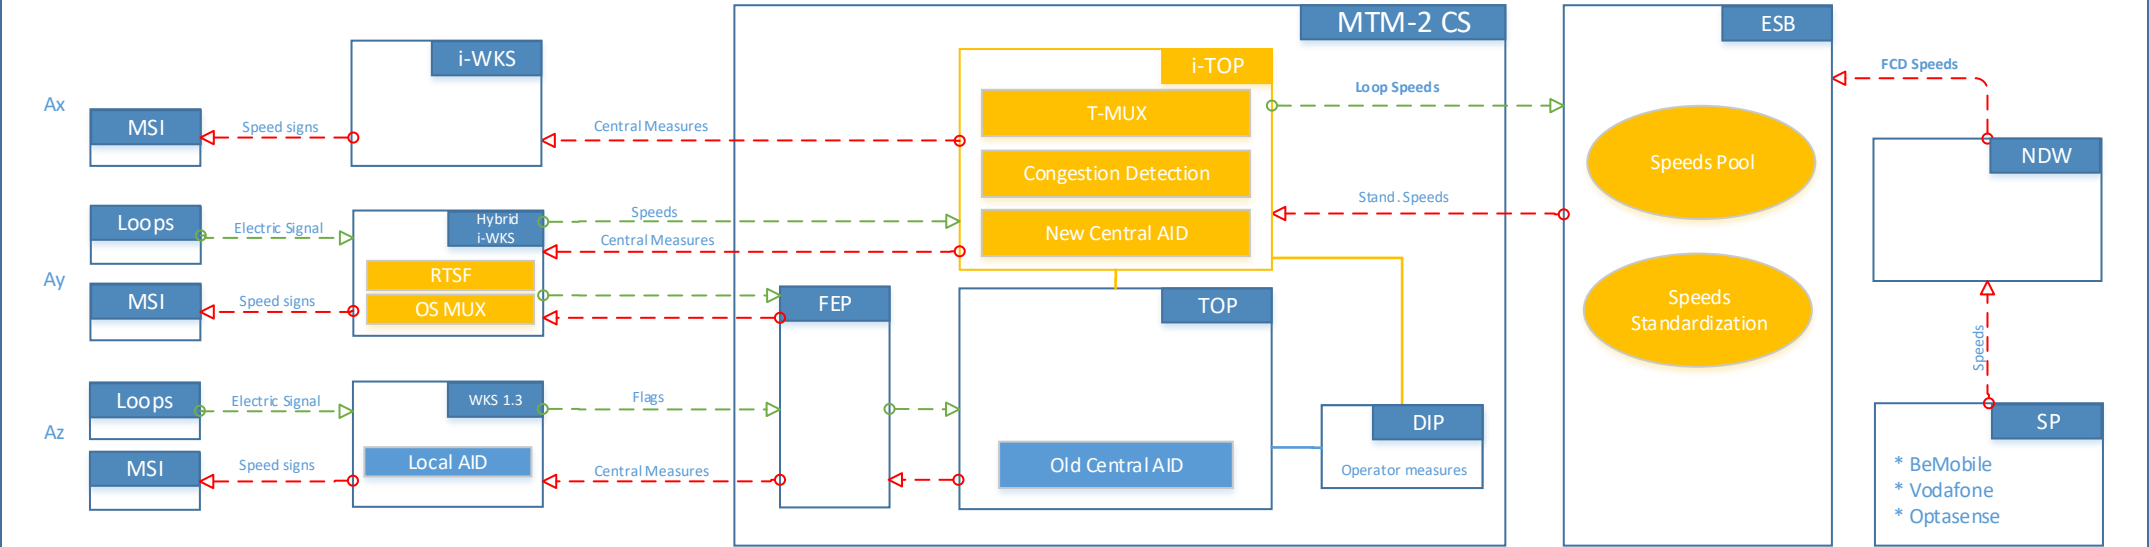 MTM-2 CS
ESB
i-WKS
i-TOP
FCD Speeds
Loop Speeds
Ax
MSI
Speed signs
Central Measures
T-MUX
Speeds Pool
NDW
Congestion Detection
Stand. Speeds
Loops
Electric Signal
Hybrid
i-WKS
Speeds
Central Measures
New Central AID
Ay
RTSF
MSI
Speed signs
OS MUX
FEP
TOP
Speeds
Standardization
Speeds
Loops
Electric Signal
WKS 1.3
Flags
DIP
SP
Az
MSI
Speed signs
Local AID
Central Measures
Old Central AID
Operator measures
* BeMobile
* Vodafone
* Optasense